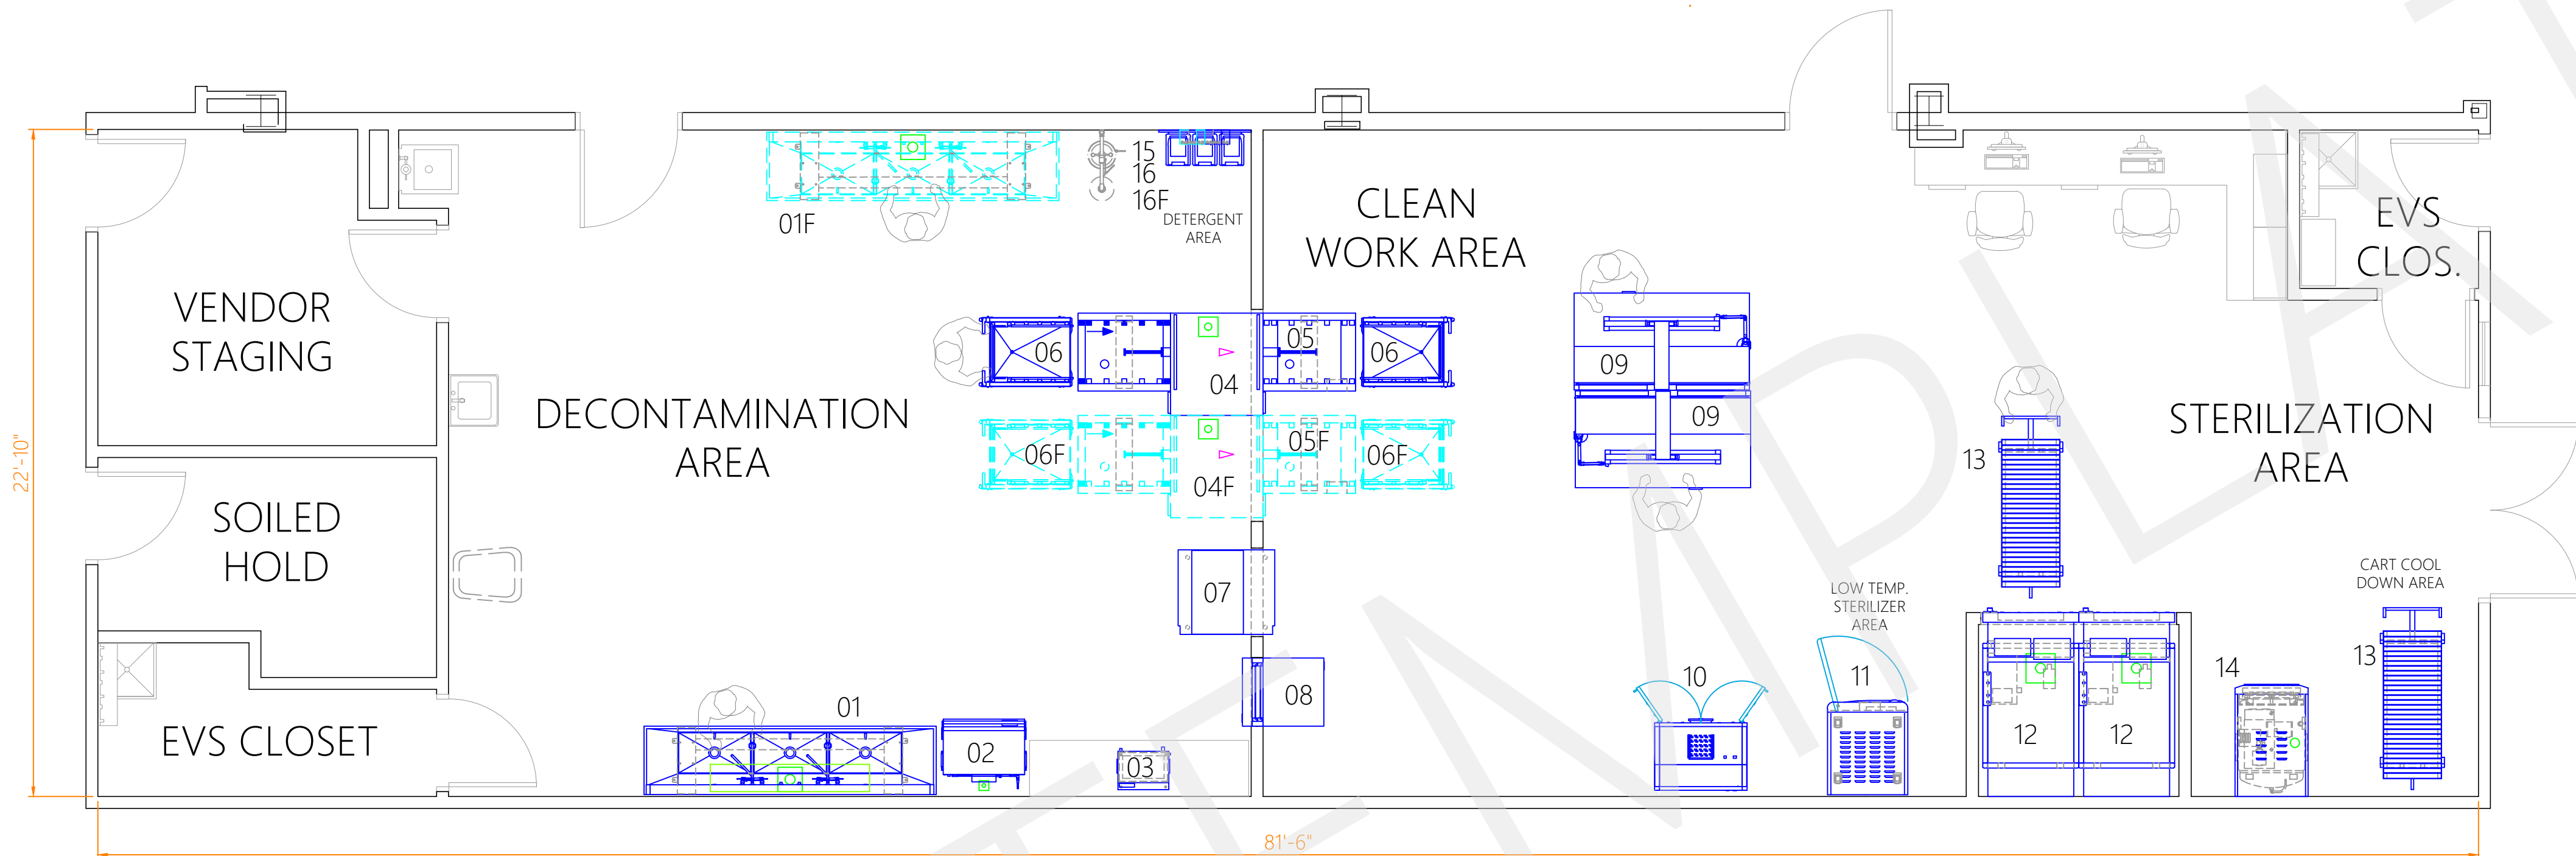 15
16
16F
DETERGENT
AREA
01F
CLEAN
WORK AREA
EVS
CLOS.
VENDOR
STAGING
06
04
05
06
09
09
DECONTAMINATION
AREA
06F
04F
05F
06F
13
STERILIZATION
AREA
22'-10"
SOILED
HOLD
07
LOW TEMP.
STERILIZER
AREA
CART COOL
DOWN AREA
EVS CLOSET
01
02
03
08
10
11
12
12
14
13
81'-6"
TEMPLAT